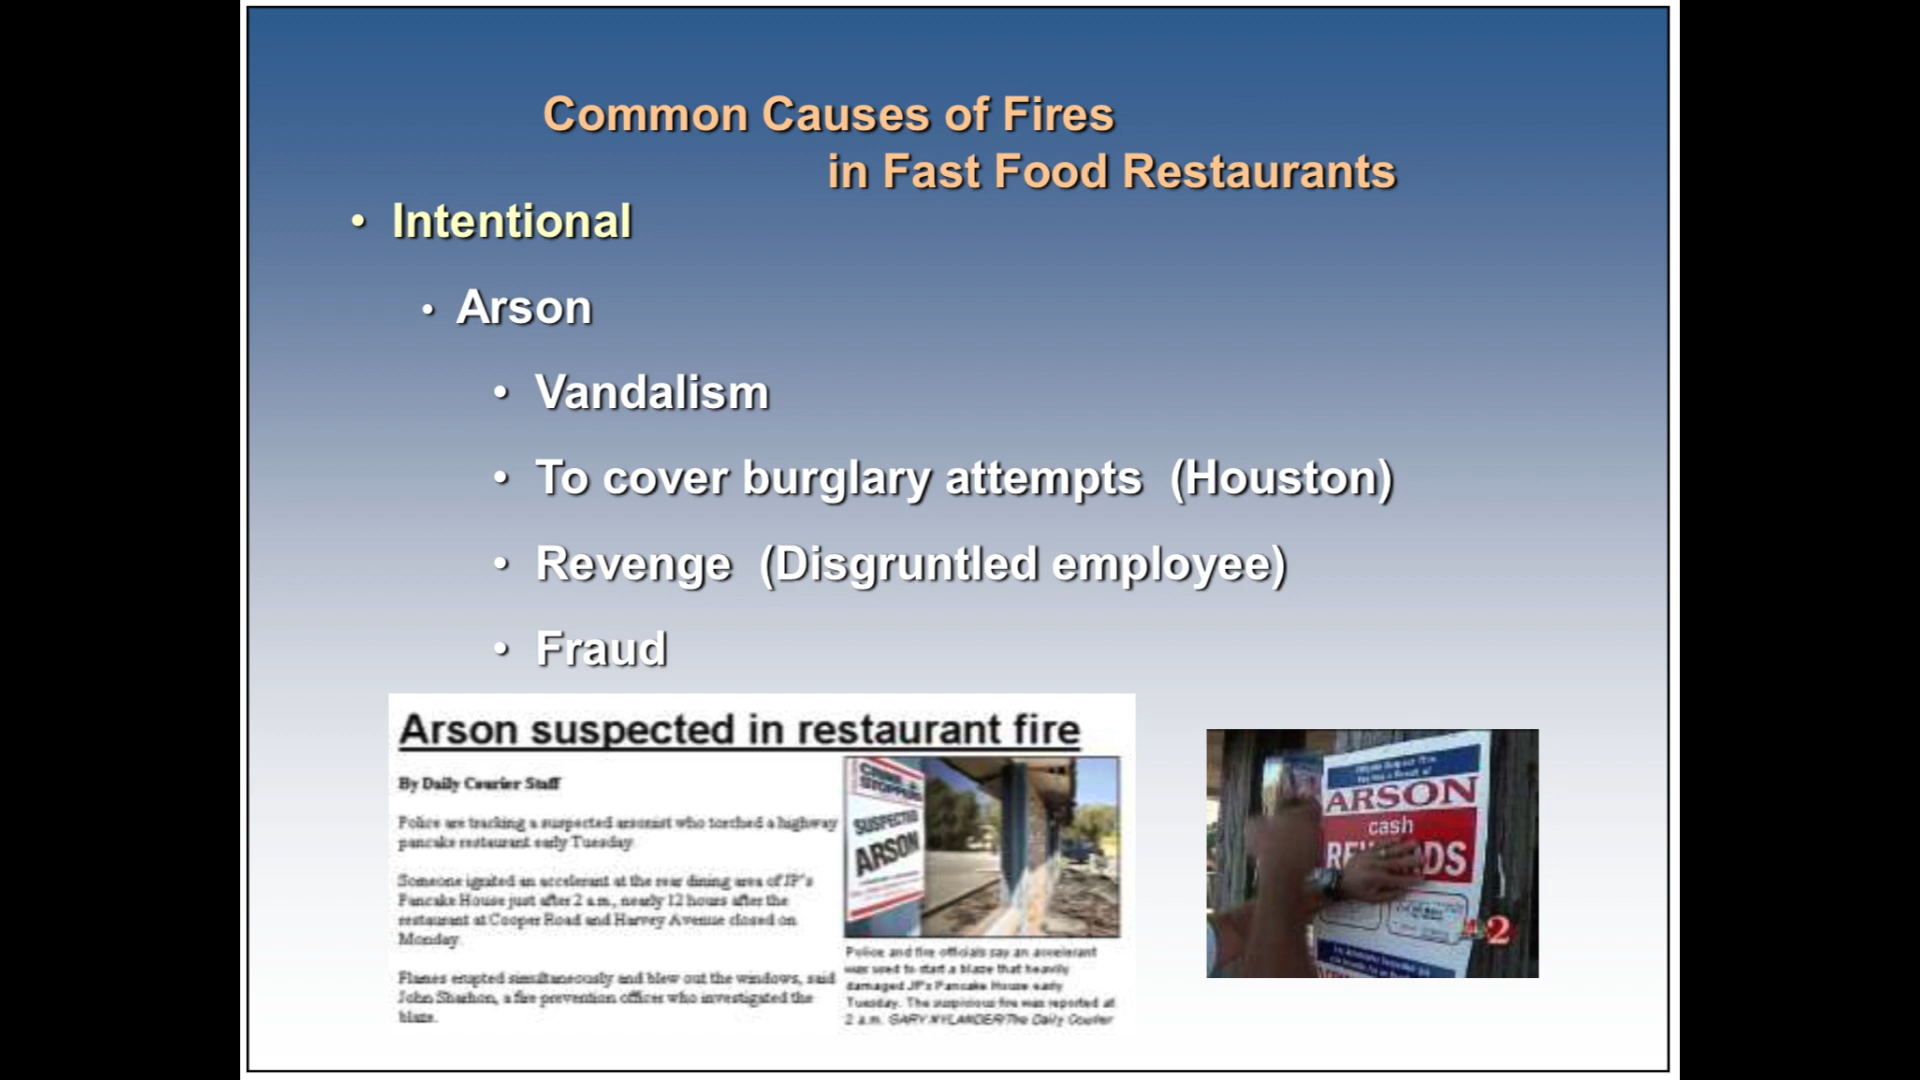 Common Causes of Fires
in Fast Food Restaurants
• Intentional
• Arson
• Vandalism
• To cover burglary attempts (Houston)
• Revenge (Disgruntled employee)
• Fraud
Arson suspected in restaurant fire
By Daily Courier Staff
Police are tracking a suspected arsonist who torched a highway
pancake restaurant early Tuesday.
Someone ignited an accelerant at the rear dining area of JP's
Pancake House just after 2 a.m., nearly 12 hours after the
restaurant at Cooper Road and Harvey Avenue closed on
Monday.
Flames erupted simultaneously and blew out the windows, said
John a fire prevention officer who investigated the
blaze.
CRIME
STOPPERS
SUSPECTED
ARSON
Police and fire officials say an accelerant
was used to start a blaze that heavily
damaged JP's Pancake House early
Tuesday. The suspicious fire was reported at
2 a.m. GARY NYLANDER/The Daily Courier
ARSON
cash
RE DS
2